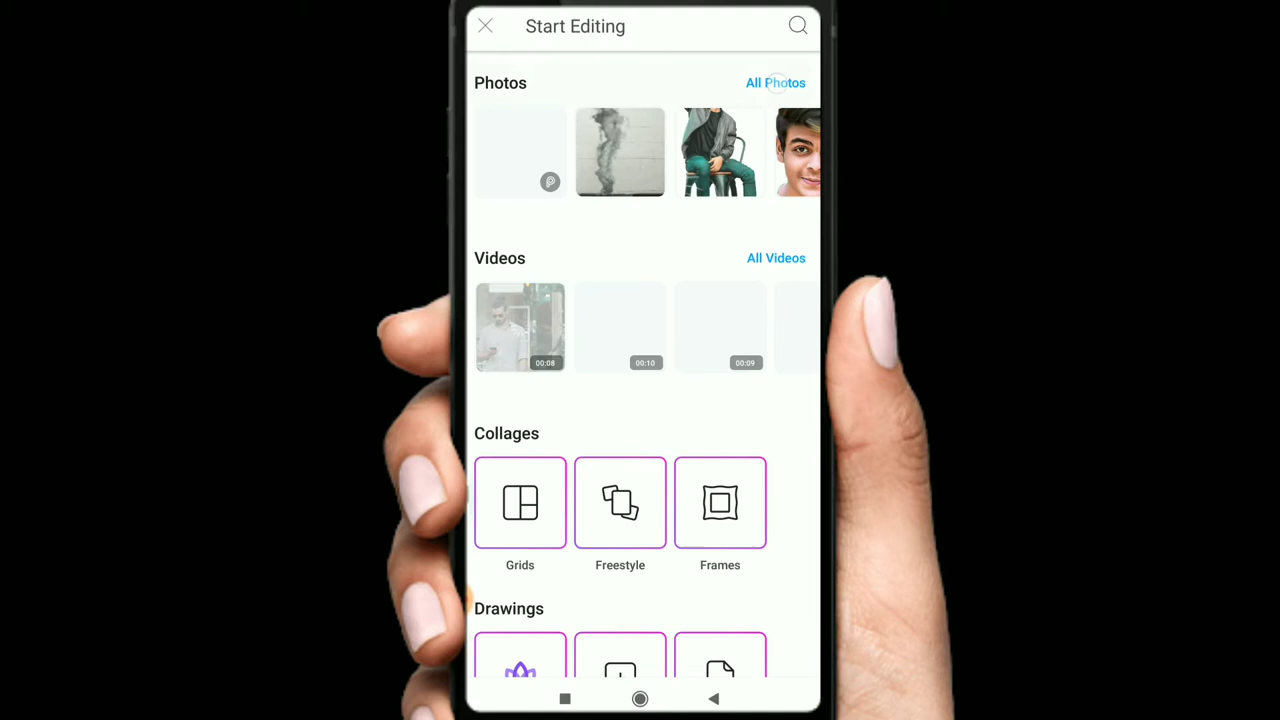 Start Editing
Photos
All Photos
Videos
All Videos
00:08
00:10
00:09
Collages
Grids
Freestyle
Frames
Drawings